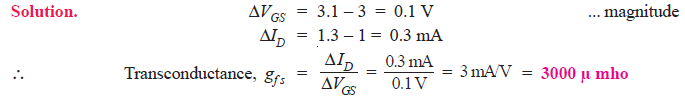 Solution. ΔV_GS = 3.1 – 3 = 0.1 V ... magnitude
ΔI_D = 1.3 – 1 = 0.3 mA
∴ Transconductance, g_fs = ΔI_D / ΔV_GS = 0.3 mA / 0.1 V = 3 mA/V = 3000 μ mho